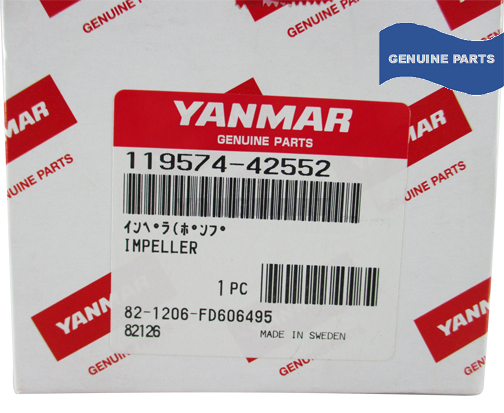 YANMAR
GENUINE PARTS
GENUINE PARTS
YANMAR
GENUINE PARTS
YANMAR
GENUINE PARTS
119574-42552
インペラ(ポンプ
IMPELLER
1 PC
82-1206-FD606495
82126
MADE IN SWEDEN
GENUINE PARTS
YANMAR